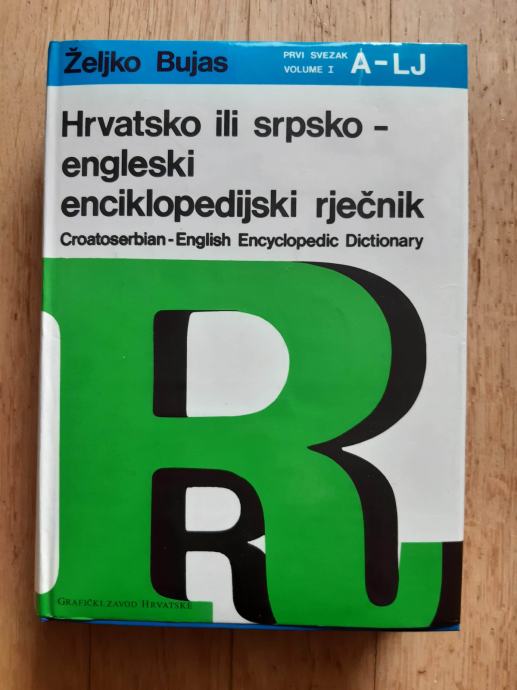 Željko Bujas
PRVI SVEZAK
VOLUME I
A-LJ
Hrvatsko ili srpsko -
engleski
enciklopedijski rječnik
Croatoserbian-English Encyclopedic Dictionary
R
R
GRAFIČKI ZAVOD HRVATSKE